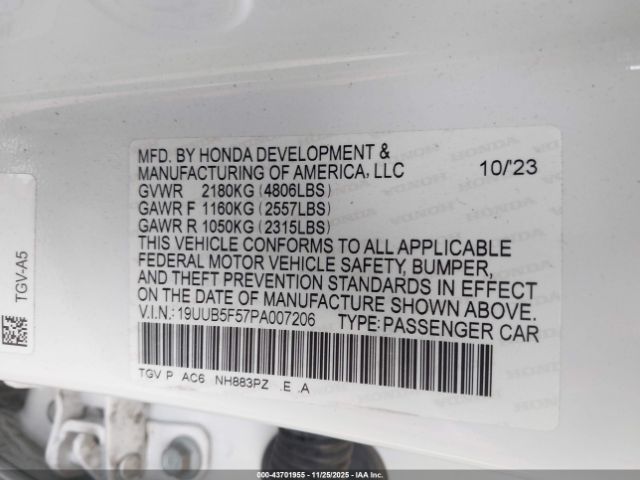 MFD. BY HONDA DEVELOPMENT &
MANUFACTURING OF AMERICA, LLC 10/'23
GVWR 2180KG (4806LBS)
GAWR F 1160KG (2557LBS)
GAWR R 1050KG (2315LBS)
THIS VEHICLE CONFORMS TO ALL APPLICABLE
FEDERAL MOTOR VEHICLE SAFETY, BUMPER,
AND THEFT PREVENTION STANDARDS IN EFFECT
ON THE DATE OF MANUFACTURE SHOWN ABOVE.
V.I.N.: 19UUB5F57PA007206 TYPE: PASSENGER CAR
TGV P AC6 NH883PZ .E .A
TGV-A5
000-43701955 - 11/25/2025 - IAAI.COM